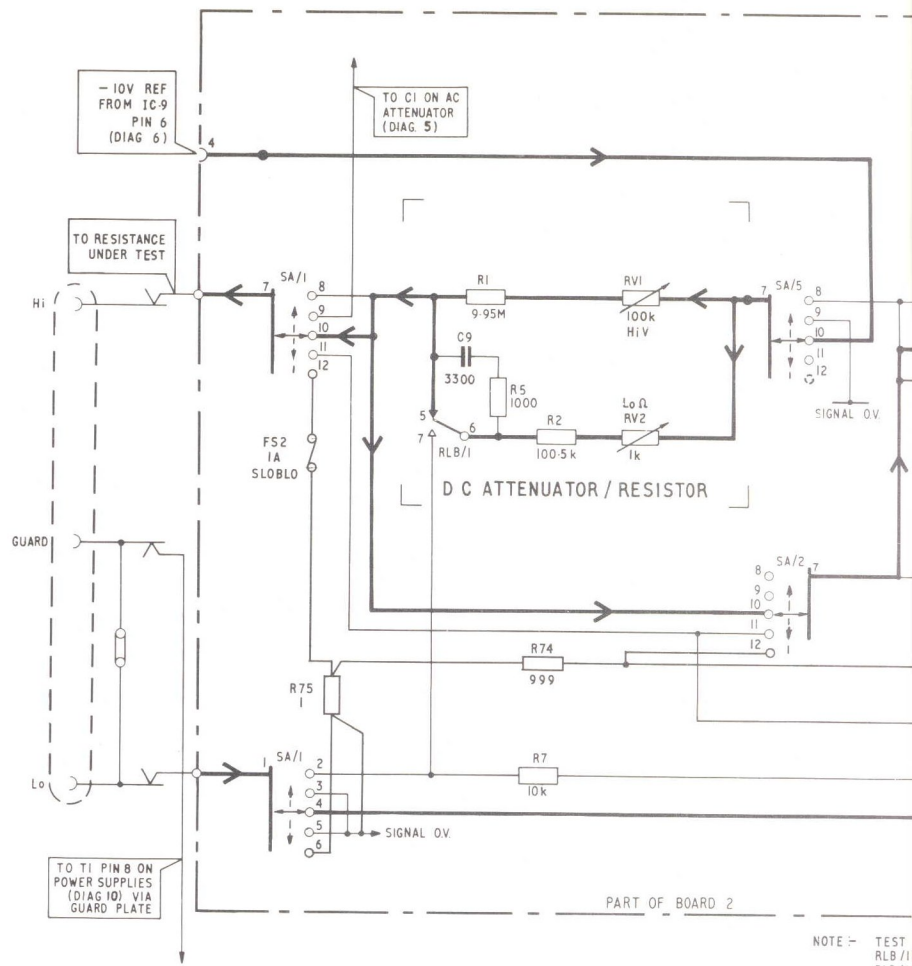 – 10V REF
FROM IC·9
PIN 6
(DIAG 6)
4
TO C1 ON AC
ATTENUATOR
(DIAG. 5)
TO RESISTANCE
UNDER TEST
Hi
7
SA/1
8
9
10
11
12
R1
9·95M
RV1
100k
HiV
7
SA/5
8
9
10
11
12
SIGNAL O.V.
C9
3300
R5
1000
5
7
6
RLB/1
R2
100·5k
Lo Ω
RV2
1k
FS2
1A
SLOBLO
D C ATTENUATOR / RESISTOR
GUARD
8
9
10
11
12
SA/2
7
R74
999
R75
1
Lo
1
SA/1
2
3
4
5
6
R7
10k
SIGNAL O.V.
TO T1 PIN 8 ON
POWER SUPPLIES
(DIAG 10) VIA
GUARD PLATE
PART OF BOARD 2
NOTE :– TEST
RLB/1